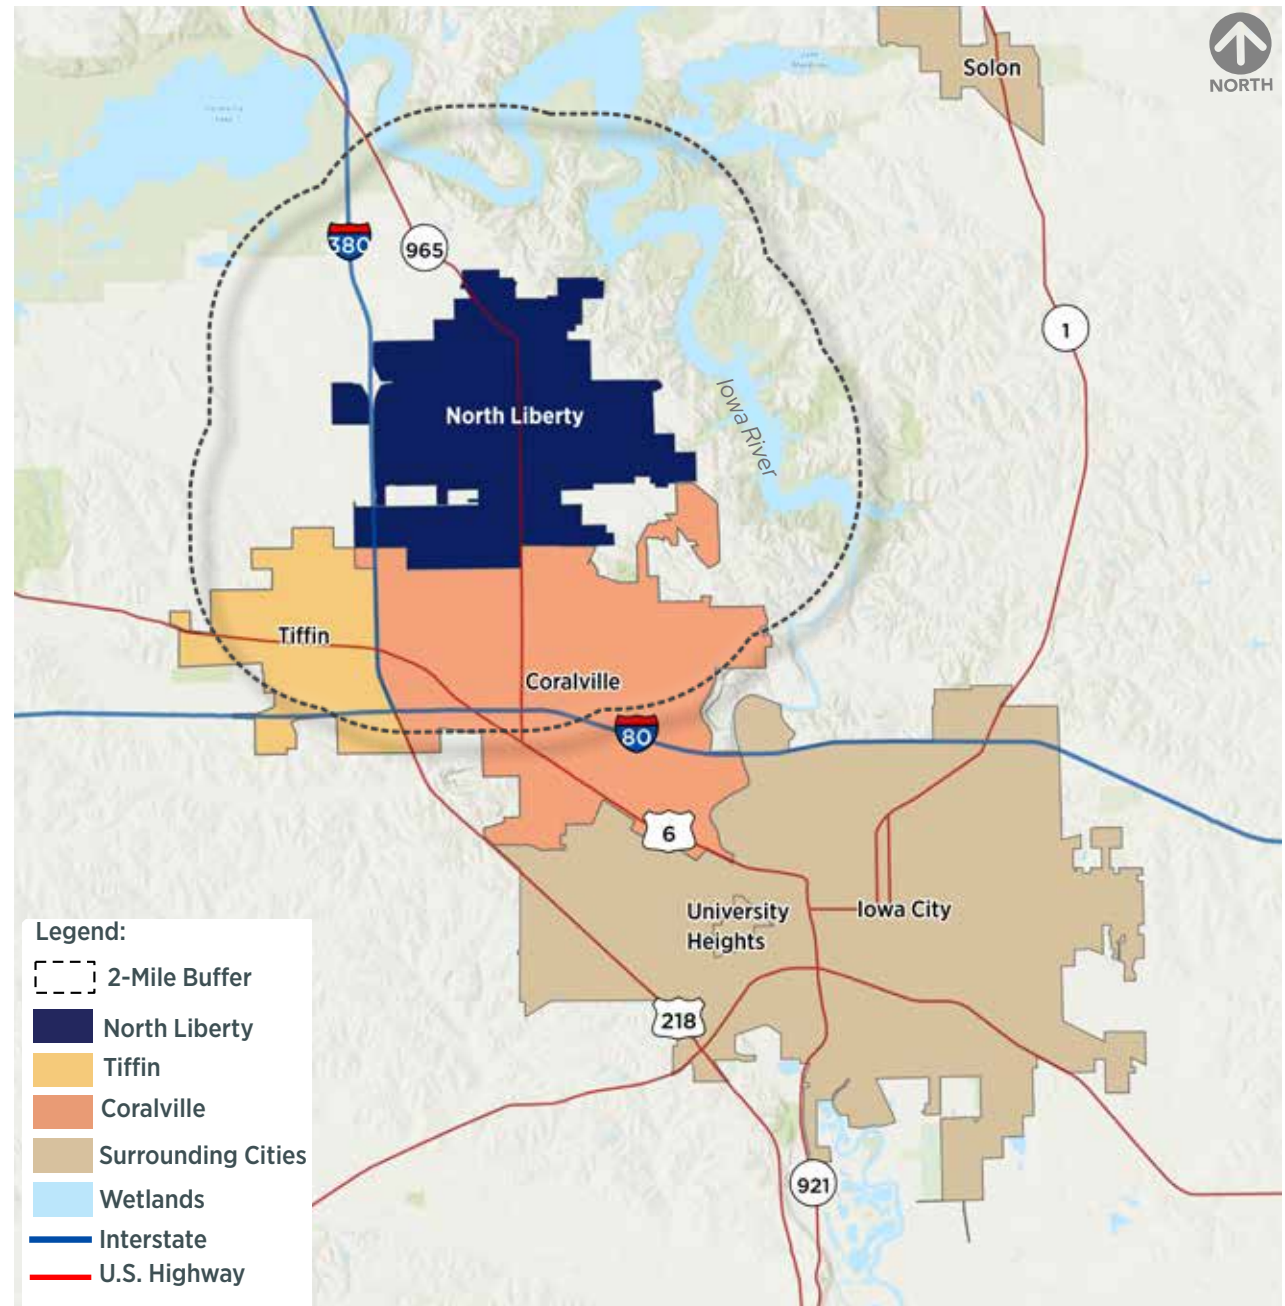 Solon
NORTH
380
965
1
North Liberty
Iowa River
Tiffin
Coralville
80
6
University
Heights
Iowa City
218
921
Legend:
2-Mile Buffer
North Liberty
Tiffin
Coralville
Surrounding Cities
Wetlands
Interstate
U.S. Highway